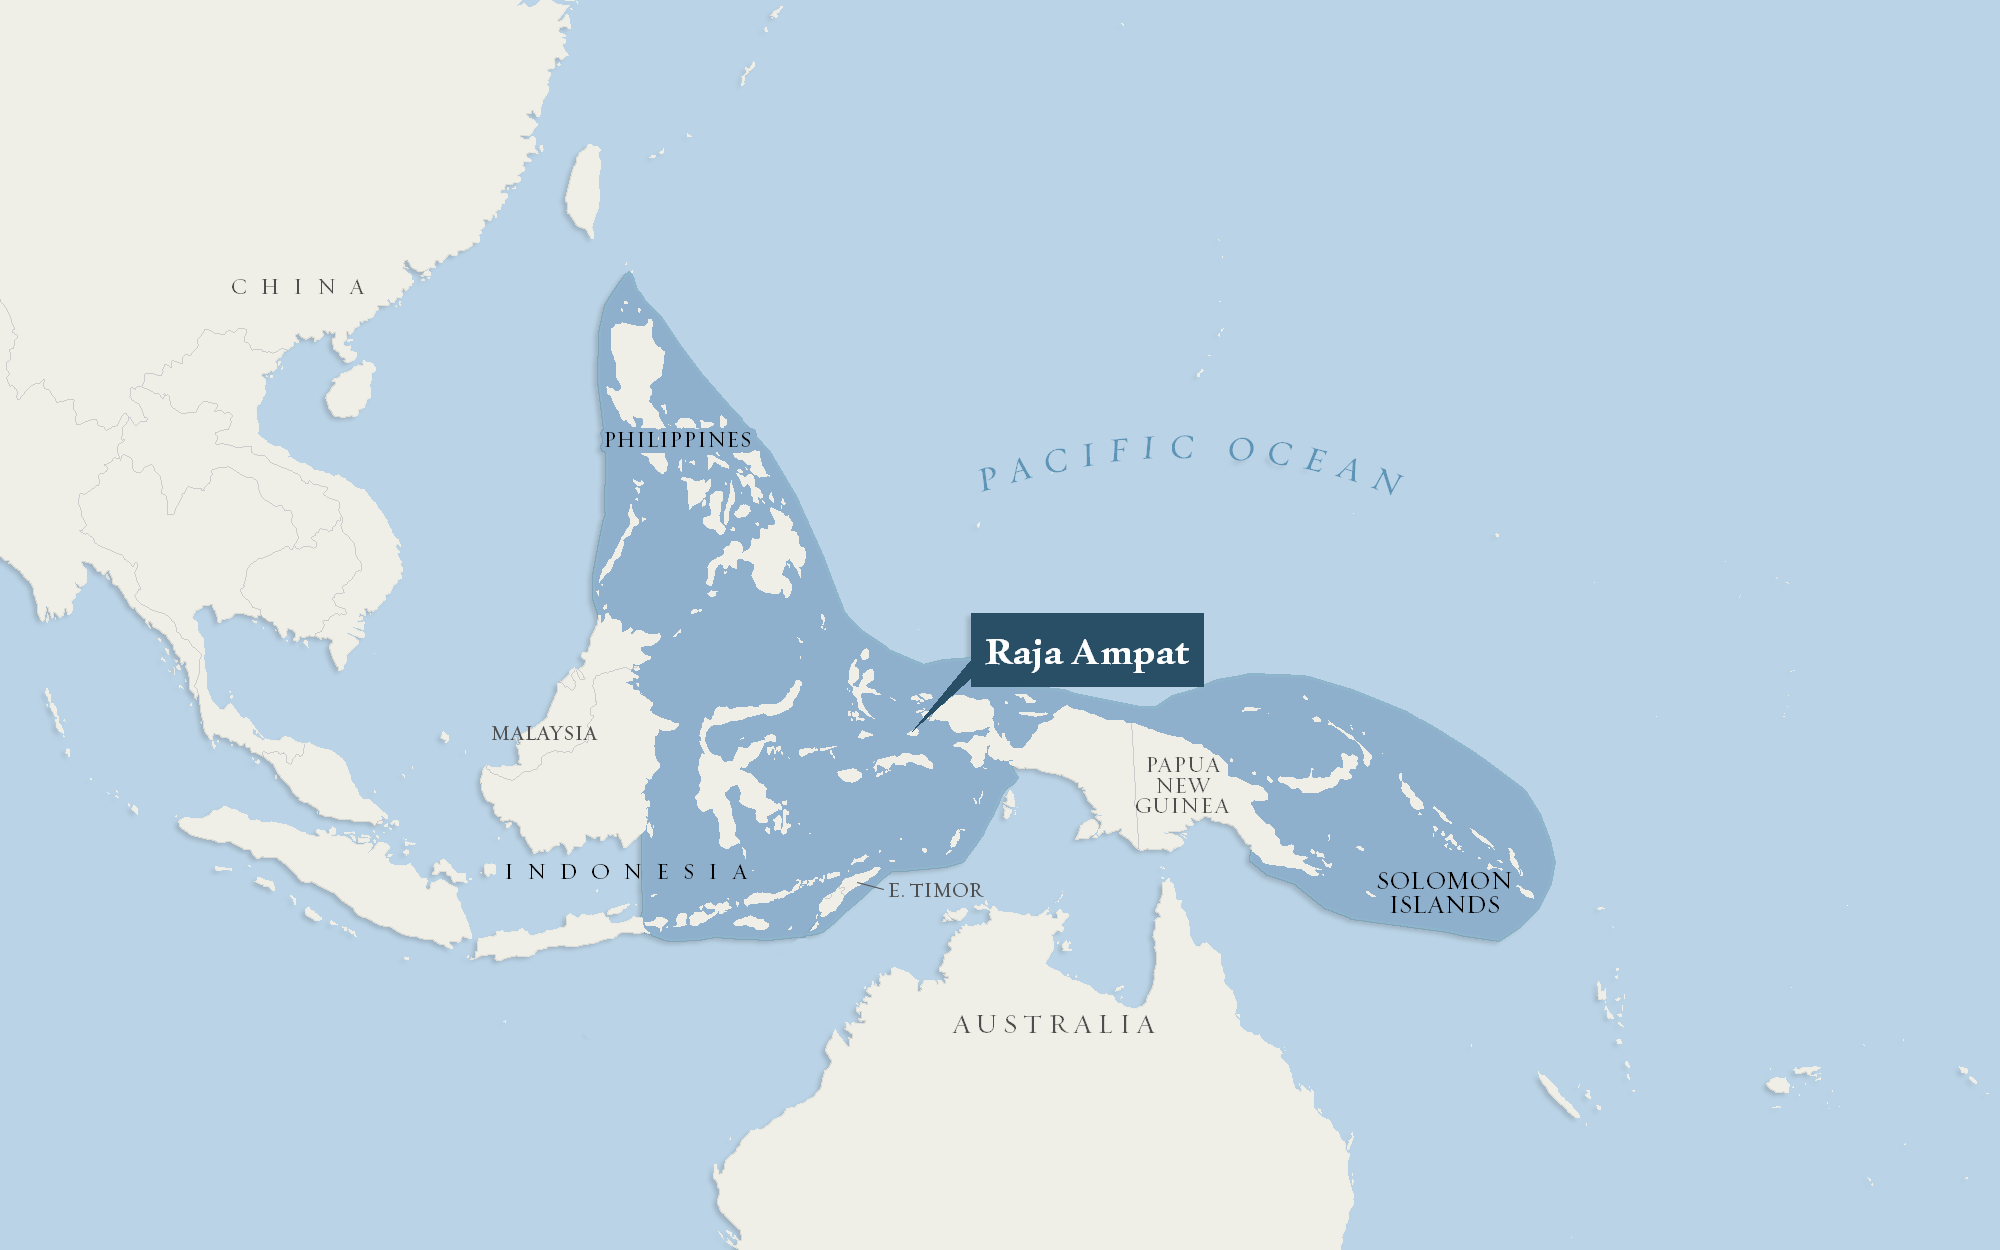 CHINA
PHILIPPINES
PACIFIC OCEAN
Raja Ampat
MALAYSIA
PAPUA
NEW
GUINEA
INDONESIA
E. TIMOR
SOLOMON
ISLANDS
AUSTRALIA